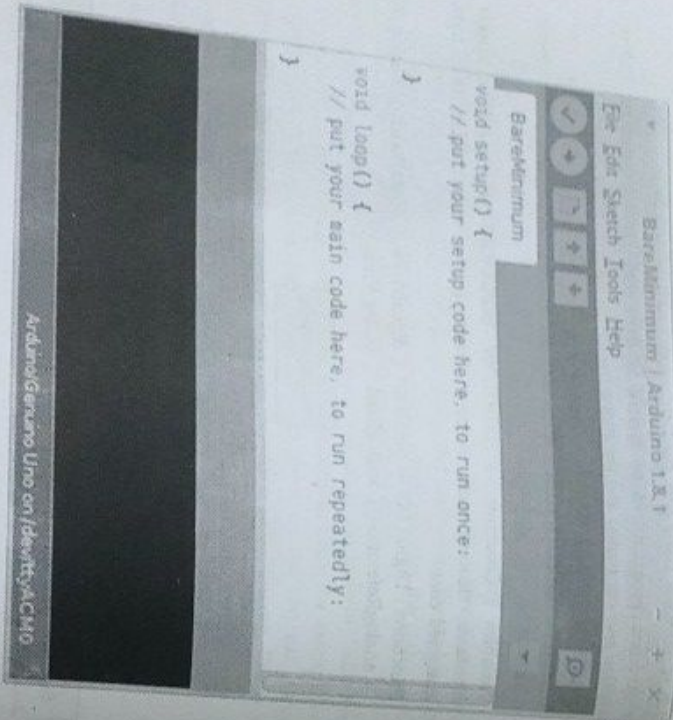 BareMinimum | Arduino 1.8.1
File Edit Sketch Tools Help
BareMinimum
void setup() {
// put your setup code here, to run once:
}
void loop() {
// put your main code here, to run repeatedly:
}
Arduino/Genuino Uno on /dev/ttyACM0